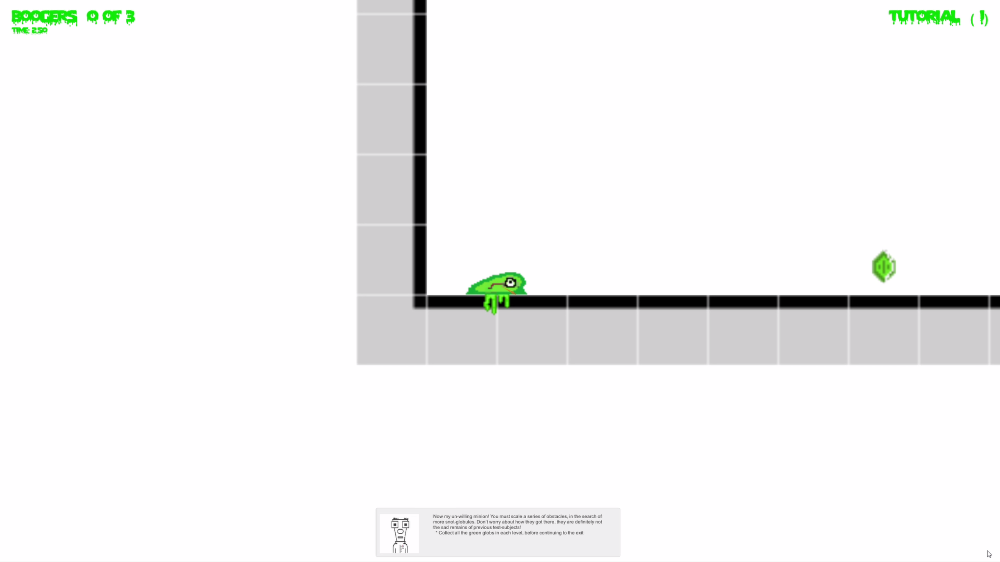 BOOGERS 0 OF 3
TIME: 2.50
TUTORIAL ( 1)
Now my un-willing minion! You must scale a series of obstacles, in the search of
more snot-globules. Don't worry about how they got there, they are definitely not
the sad remains of previous test-subjects!
* Collect all the green globs in each level, before continuing to the exit